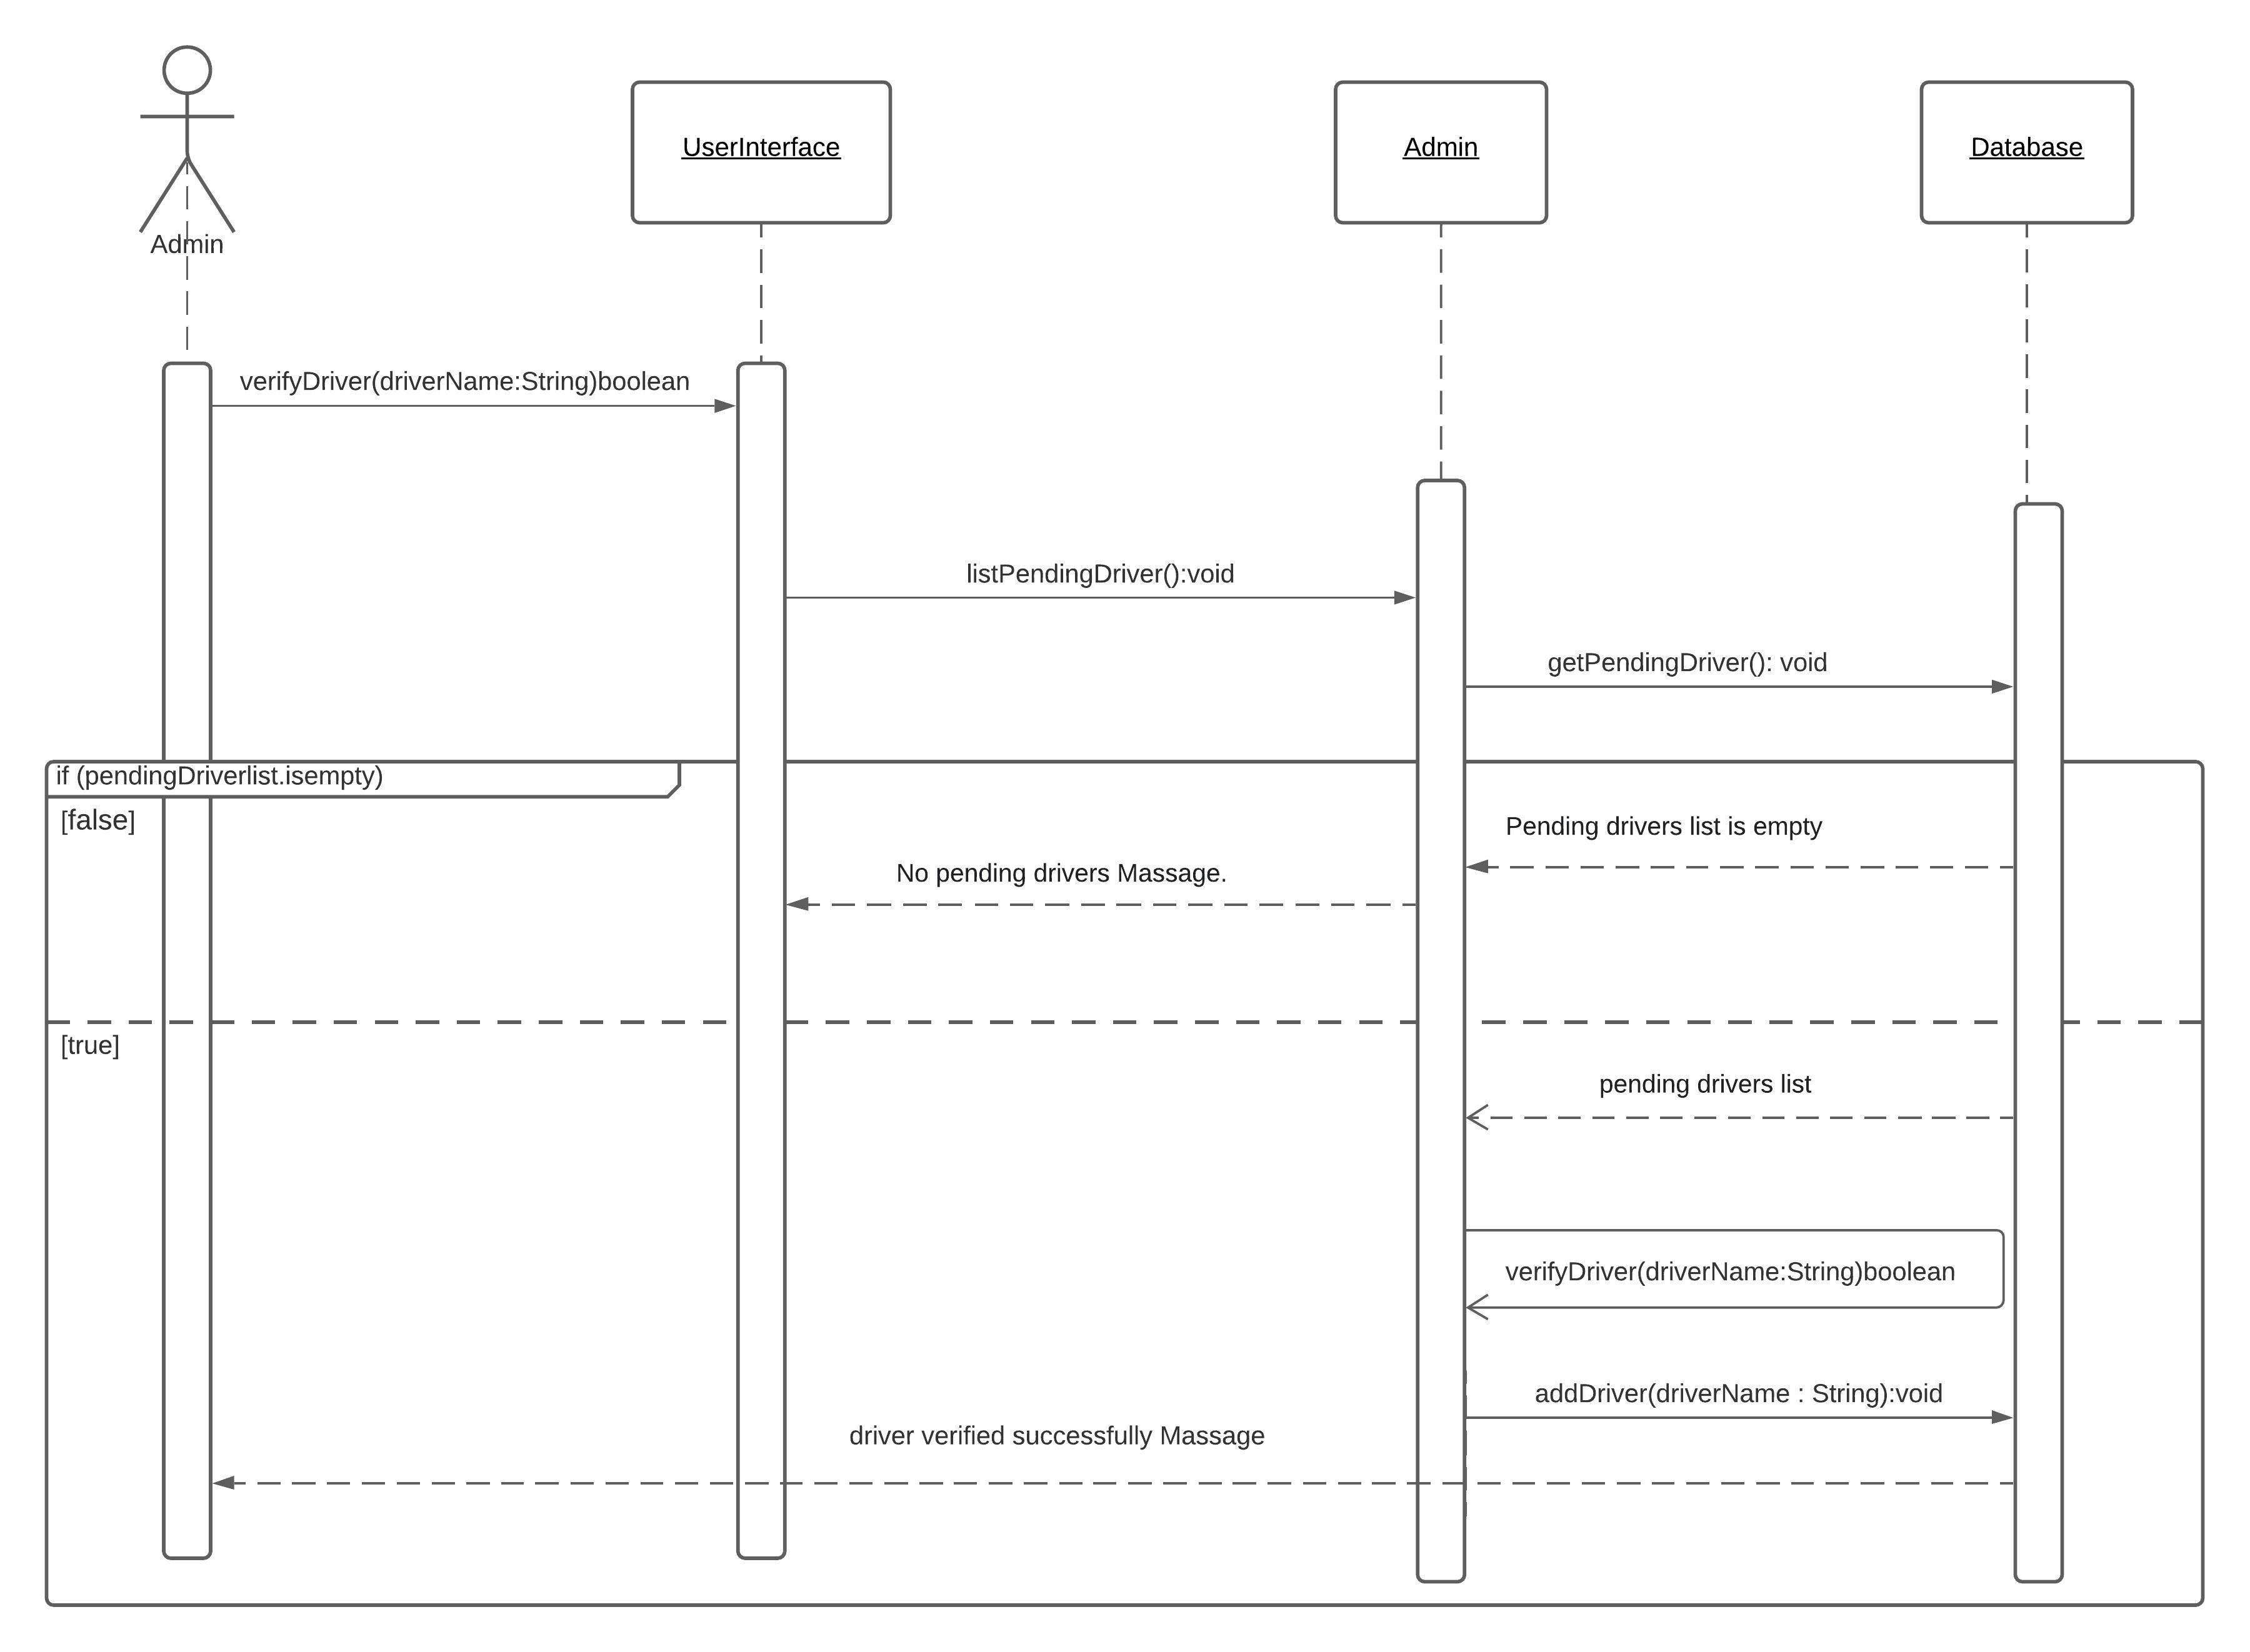 UserInterface
Admin
Database
Admin
verifyDriver(driverName:String)boolean
listPendingDriver():void
getPendingDriver(): void
if (pendingDriverlist.isempty)
[false]
Pending drivers list is empty
No pending drivers Massage.
[true]
pending drivers list
verifyDriver(driverName:String)boolean
addDriver(driverName : String):void
driver verified successfully Massage